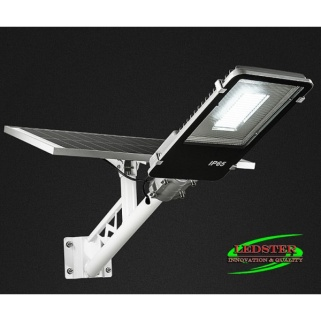 IP65
LEDSTER
INNOVATION & QUALITY